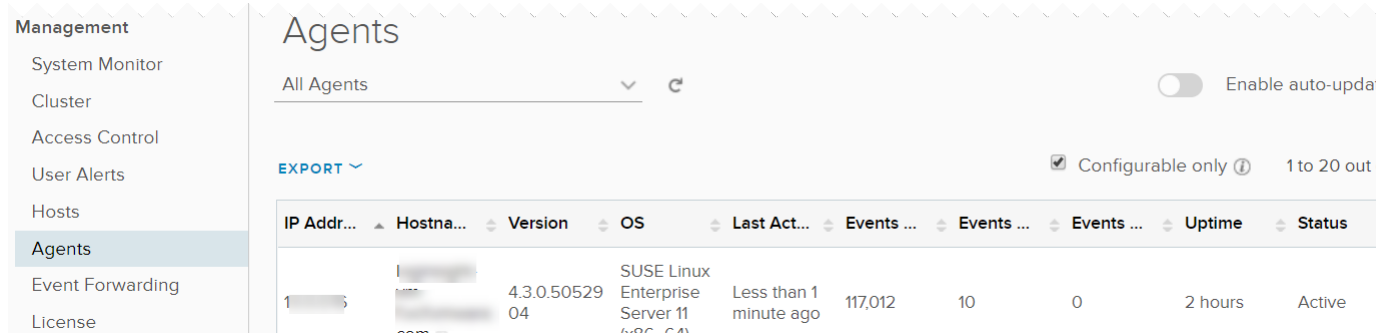 Management
System Monitor
Cluster
Access Control
User Alerts
Hosts
Agents
Event Forwarding
License
Agents
All Agents
Enable auto-upda
EXPORT
Configurable only
1 to 20 out
IP Addr... Hostna... Version OS Last Act... Events ... Events ... Events ... Uptime Status
4.3.0.50529
04
SUSE Linux
Enterprise
Server 11
(x86_64)
Less than 1
minute ago
117,012
10
0
2 hours
Active